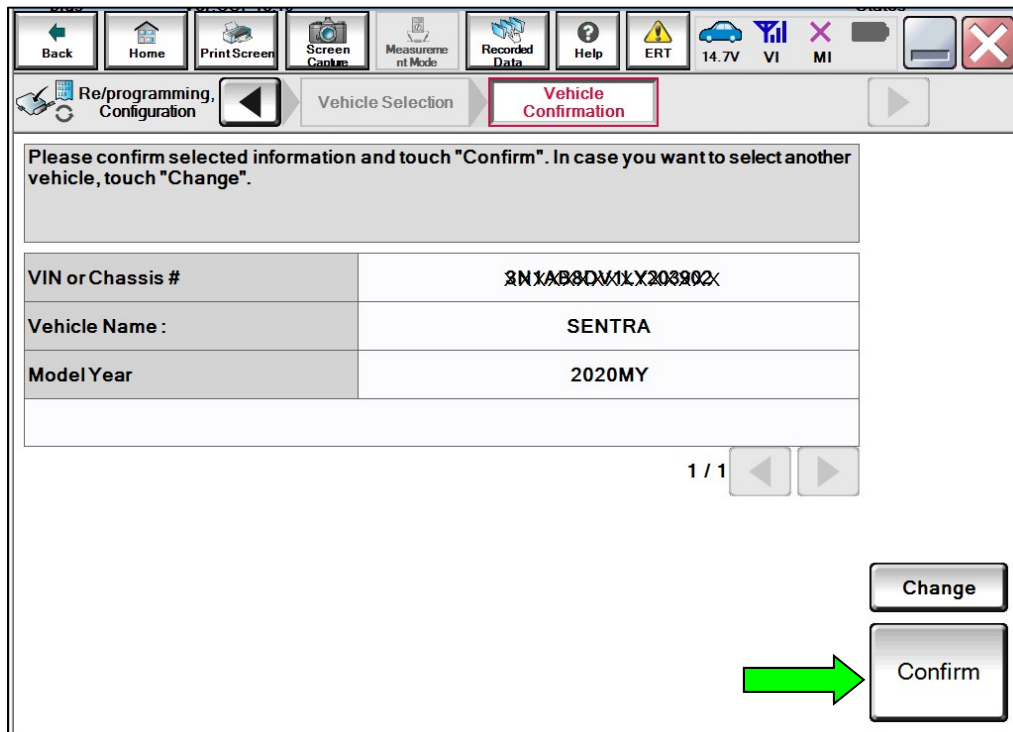 Back
Home
Print Screen
Screen
Capture
Measureme
nt Mode
Recorded
Data
Help
ERT
14.7V
VI
MI
Re/programming,
Configuration
Vehicle Selection
Vehicle
Confirmation
Please confirm selected information and touch "Confirm". In case you want to select another
vehicle, touch "Change".
VIN or Chassis #
Vehicle Name :
SENTRA
Model Year
2020MY
1 / 1
Change
Confirm